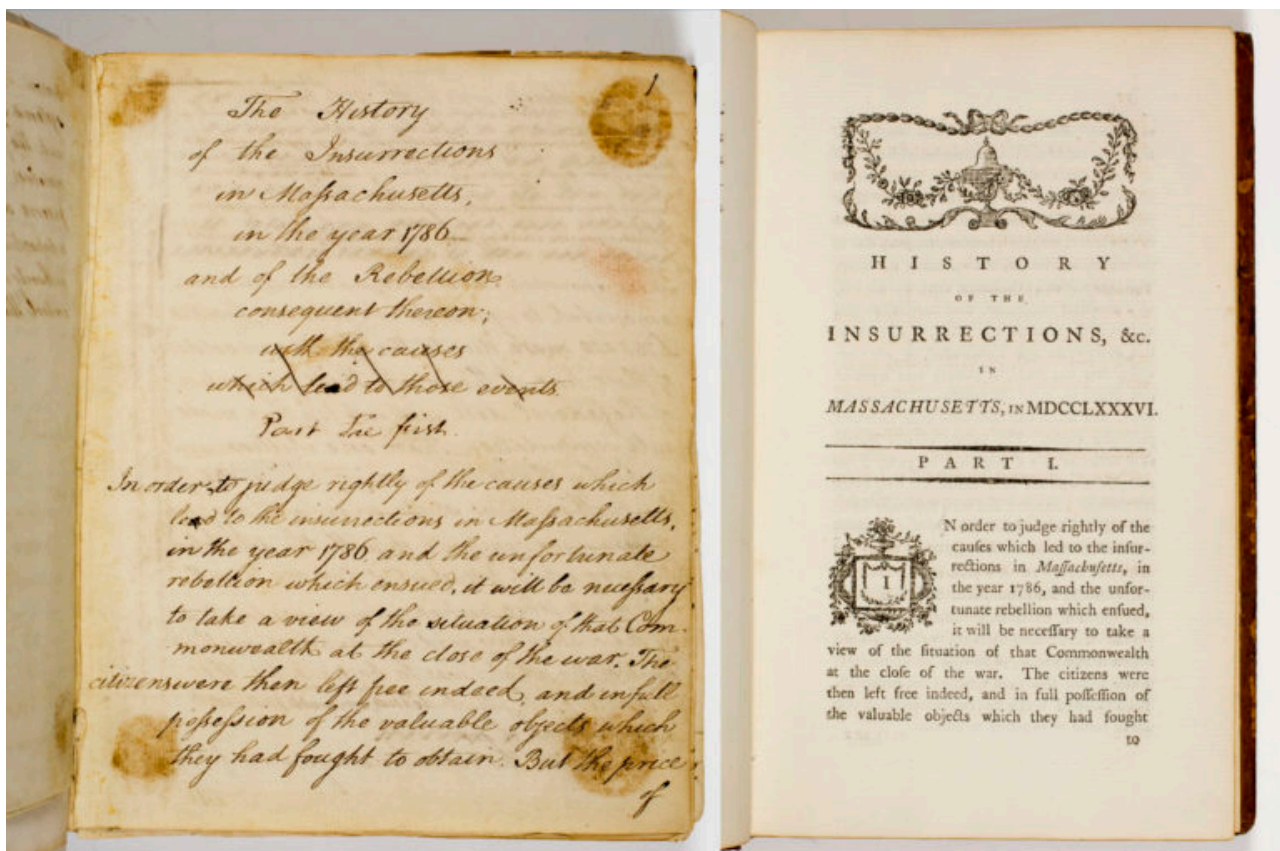 1
The History
of the Insurrections
in Maſsachusetts,
in the year 1786
and of the Rebellion
consequent thereon;
with the causes
which lead to those events.
Part The first.
In order to judge rightly of the causes which
lead to the insurrections in Maſsachusetts,
in the year 1786 and the unfortunate
rebellion which ensued, it will be neceſsary
to take a view of the situation of that Com-
monwealth at the close of the war. The
citizens were then left free indeed, and in full
poſseſsion of the valuable objects which
they had fought to obtain. But the price
of
HISTORY
OF THE
INSURRECTIONS, &c.
IN
MASSACHUSETTS, IN MDCCLXXXVI.
PART I.
IN order to judge rightly of the
cauſes which led to the inſur-
rections in Maſſachuſetts, in
the year 1786, and the unfor-
tunate rebellion which enſued,
it will be neceſſary to take a
view of the ſituation of that Commonwealth
at the cloſe of the war. The citizens were
then left free indeed, and in full poſſeſſion of
the valuable objects which they had fought
to